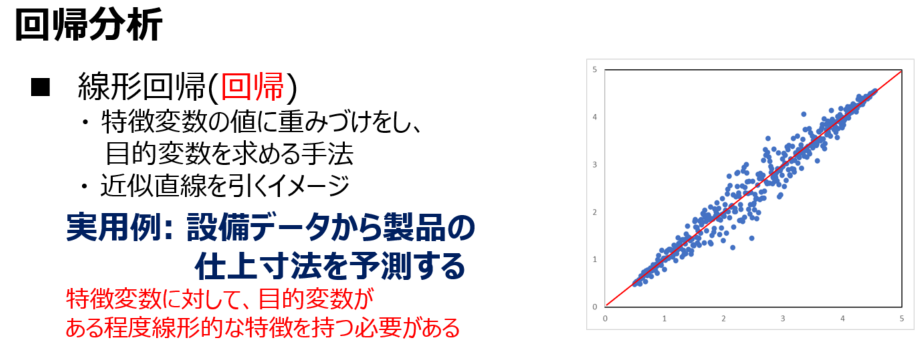 回帰分析
■ 線形回帰(回帰)
・特徴変数の値に重みづけをし、
目的変数を求める手法
・近似直線を引くイメージ
実用例: 設備データから製品の
仕上寸法を予測する
特徴変数に対して、目的変数が
ある程度線形的な特徴を持つ必要がある
5
4
3
2
1
0
0 1 2 3 4 5